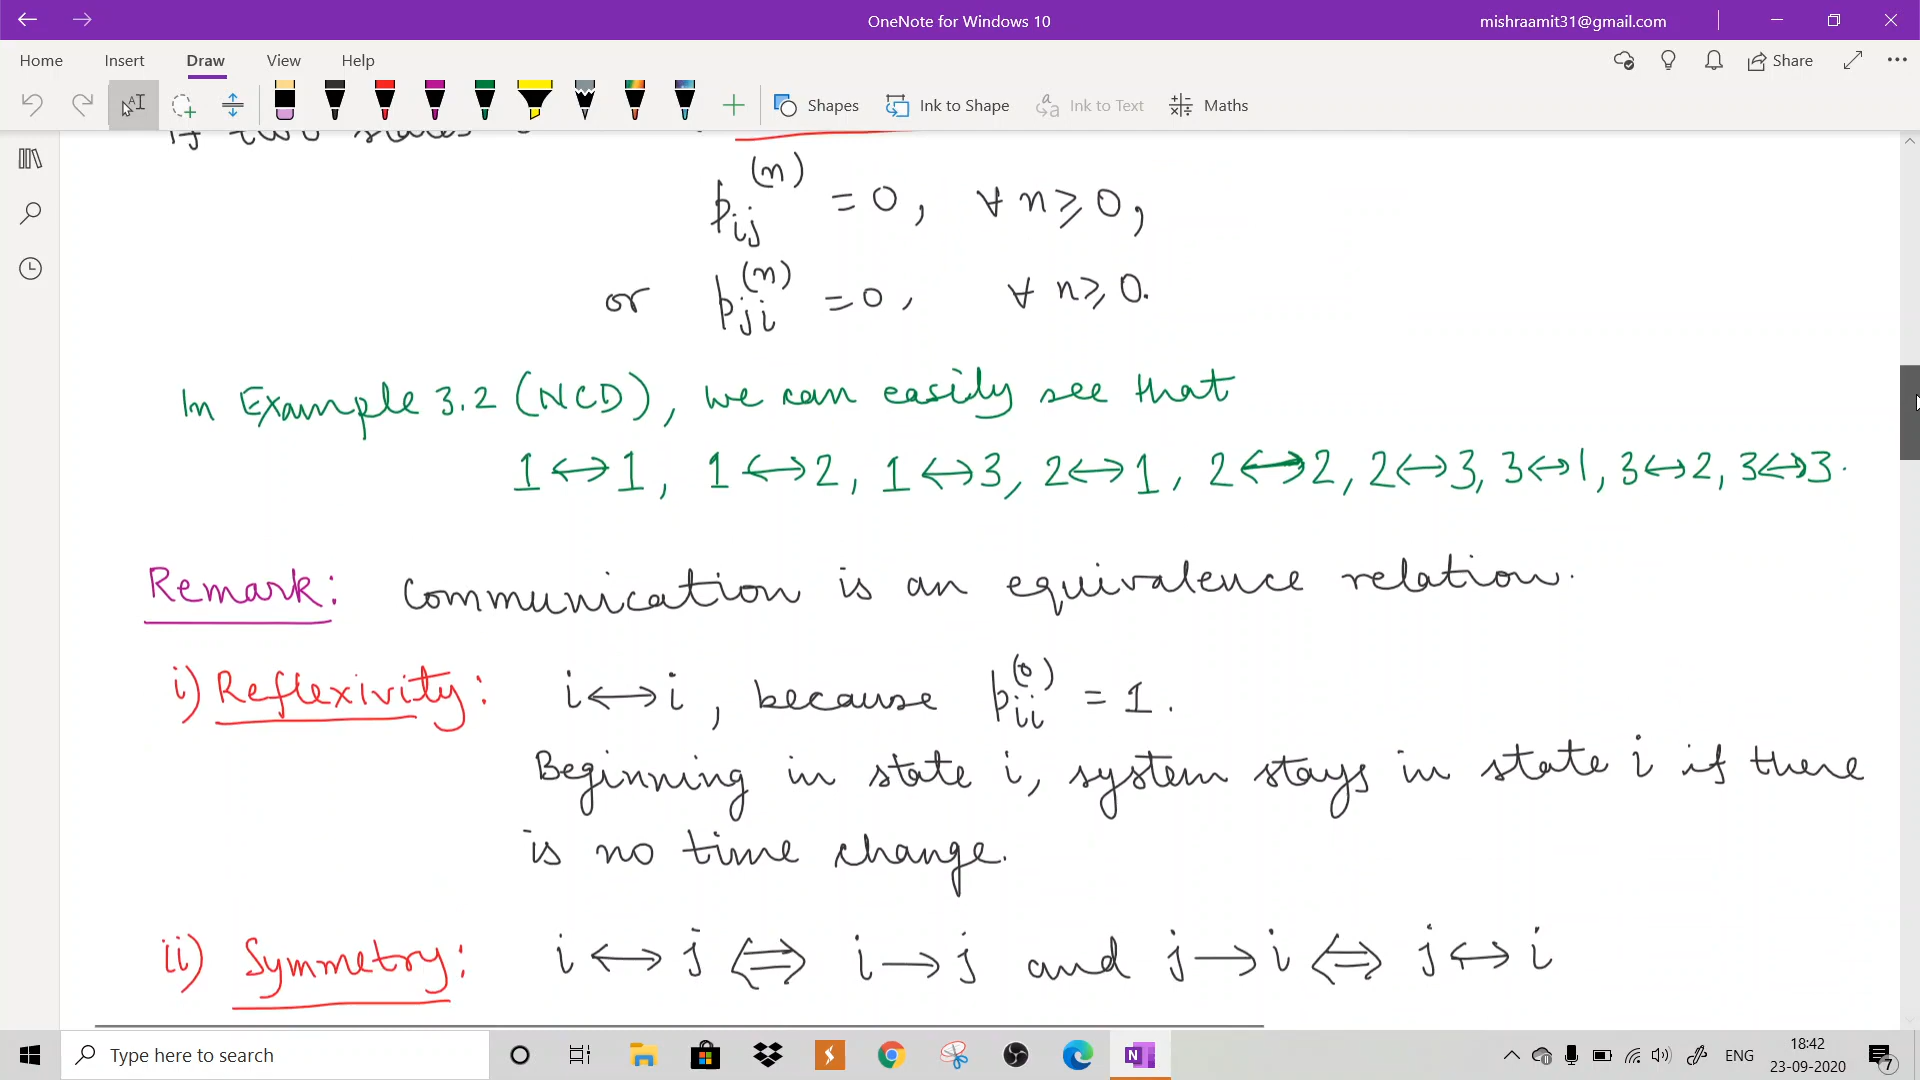 OneNote for Windows 10
mishraamit31@gmail.com
Home Insert Draw View Help
Share
Shapes Ink to Shape Ink to Text Maths
If two states
p_ij^(n) = 0, ∀ n ≥ 0,
or p_ji^(n) = 0, ∀ n ≥ 0.
In Example 3.2 (NCD), we can easily see that
1 ↔ 1, 1 ↔ 2, 1 ↔ 3, 2 ↔ 1, 2 ↔ 2, 2 ↔ 3, 3 ↔ 1, 3 ↔ 2, 3 ↔ 3.
Remark: Communication is an equivalence relation.
i) Reflexivity: i ↔ i, because p_ii^(0) = 1.
Beginning in state i, system stays in state i if there
is no time change.
ii) Symmetry: i ↔ j ⇔ i → j and j → i ⇔ j ↔ i
Type here to search
ENG
18:42
23-09-2020
7